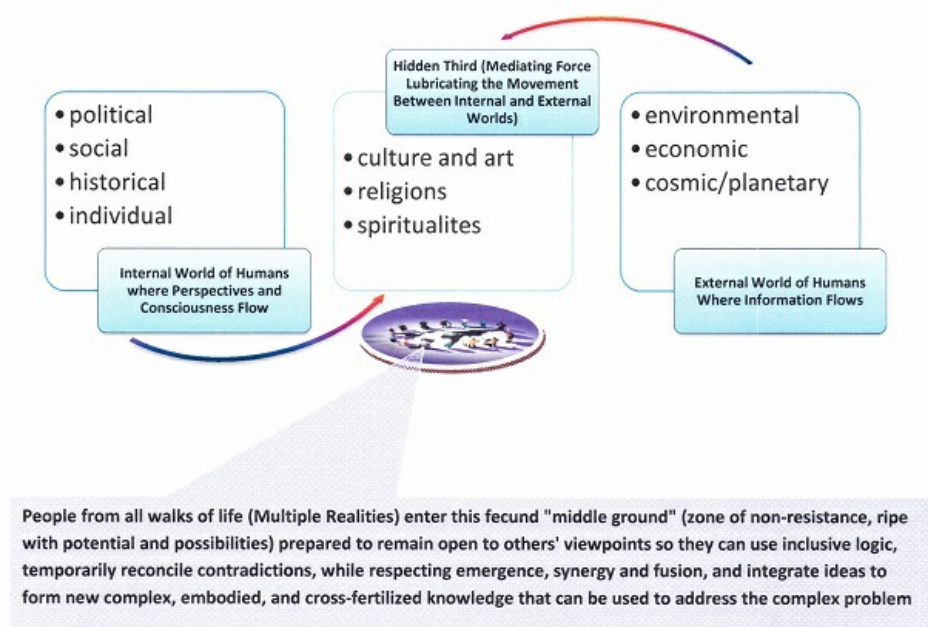 Hidden Third (Mediating Force
Lubricating the Movement
Between Internal and External
Worlds)
• political
• social
• historical
• individual
Internal World of Humans
where Perspectives and
Consciousness Flow
• culture and art
• religions
• spiritualites
• environmental
• economic
• cosmic/planetary
External World of Humans
Where Information Flows
People from all walks of life (Multiple Realities) enter this fecund "middle ground" (zone of non-resistance, ripe
with potential and possibilities) prepared to remain open to others' viewpoints so they can use inclusive logic,
temporarily reconcile contradictions, while respecting emergence, synergy and fusion, and integrate ideas to
form new complex, embodied, and cross-fertilized knowledge that can be used to address the complex problem